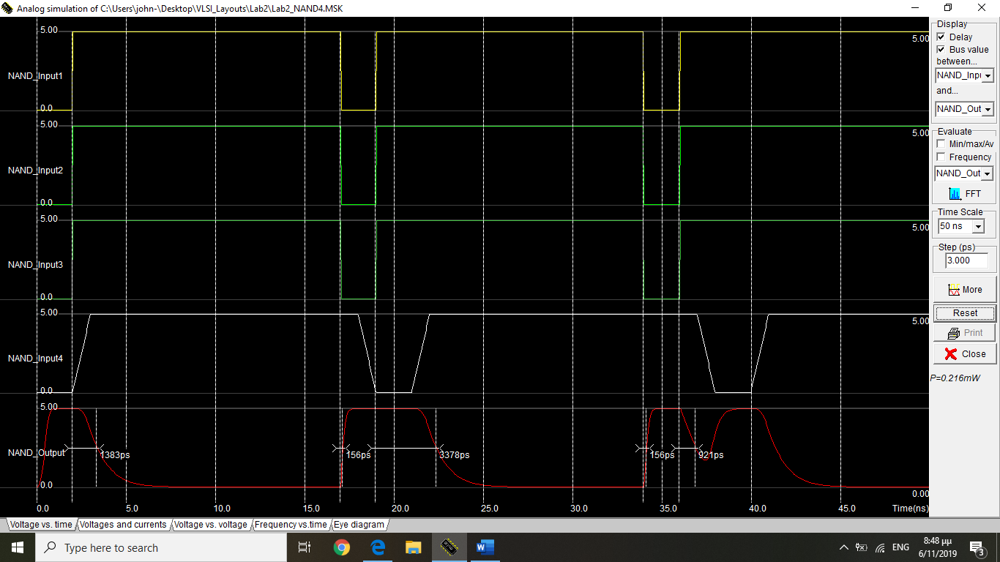 Analog simulation of C:\Users\john-\Desktop\VLSI_Layouts\Lab2\Lab2_NAND4.MSK
5.00
5.00
NAND_Input1
0.0
5.00
5.00
NAND_Input2
0.0
5.00
5.00
NAND_Input3
0.0
5.00
5.00
NAND_Input4
0.0
5.00
NAND_Output
1383ps
156ps
3378ps
156ps
921ps
0.0
0.00
0.0
5.0
10.0
15.0
20.0
25.0
30.0
35.0
40.0
45.0
Time(ns)
Display
Delay
Bus value
between...
NAND_Inpu
and...
NAND_Out
Evaluate
Min/max/Av
Frequency
NAND_Out
FFT
Time Scale
50 ns
Step (ps)
3.000
More
Reset
Print
Close
P=0.216mW
Voltage vs. time
Voltages and currents
Voltage vs. voltage
Frequency vs.time
Eye diagram
Type here to search
ENG
8:48 μμ
6/11/2019
3